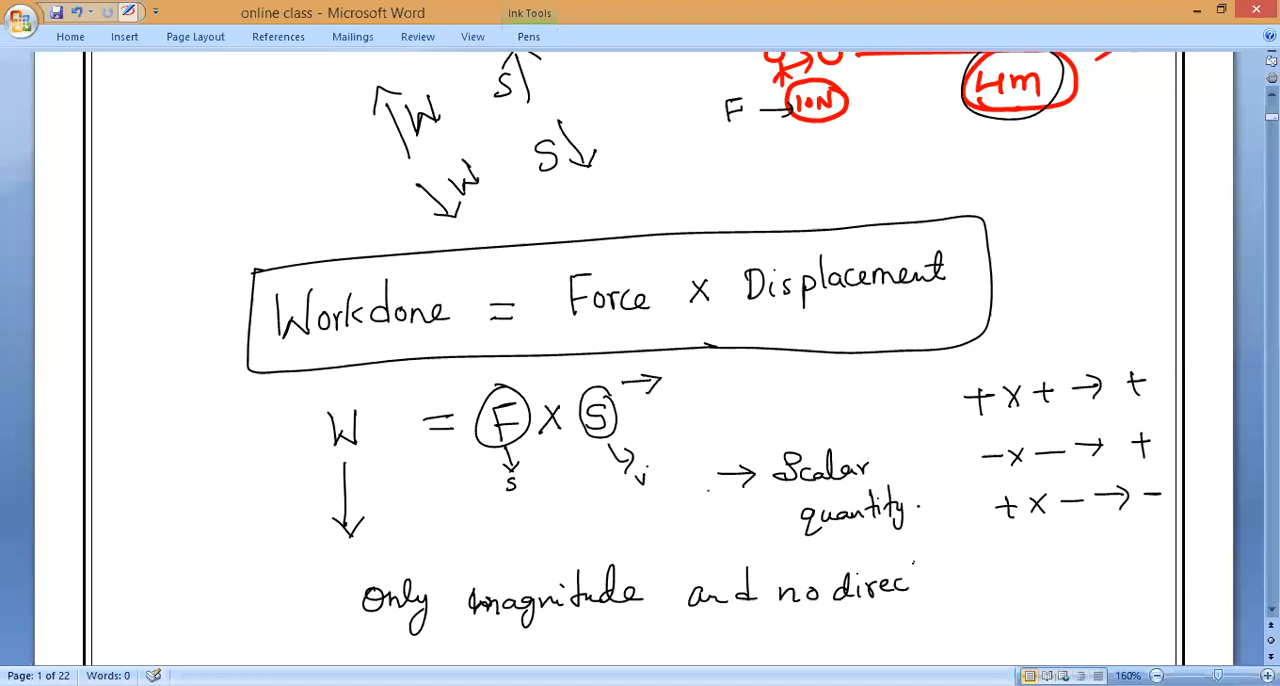 online class - Microsoft Word
Ink Tools
Home Insert Page Layout References Mailings Review View Pens
S
W
4m
F → 10N
S
W
Workdone = Force x Displacement
W = F x S →
s
+ x + → +
- x - → +
+ x - → -
→ Scalar
quantity.
Only magnitude and no direc
Page: 1 of 22 Words: 0 160%